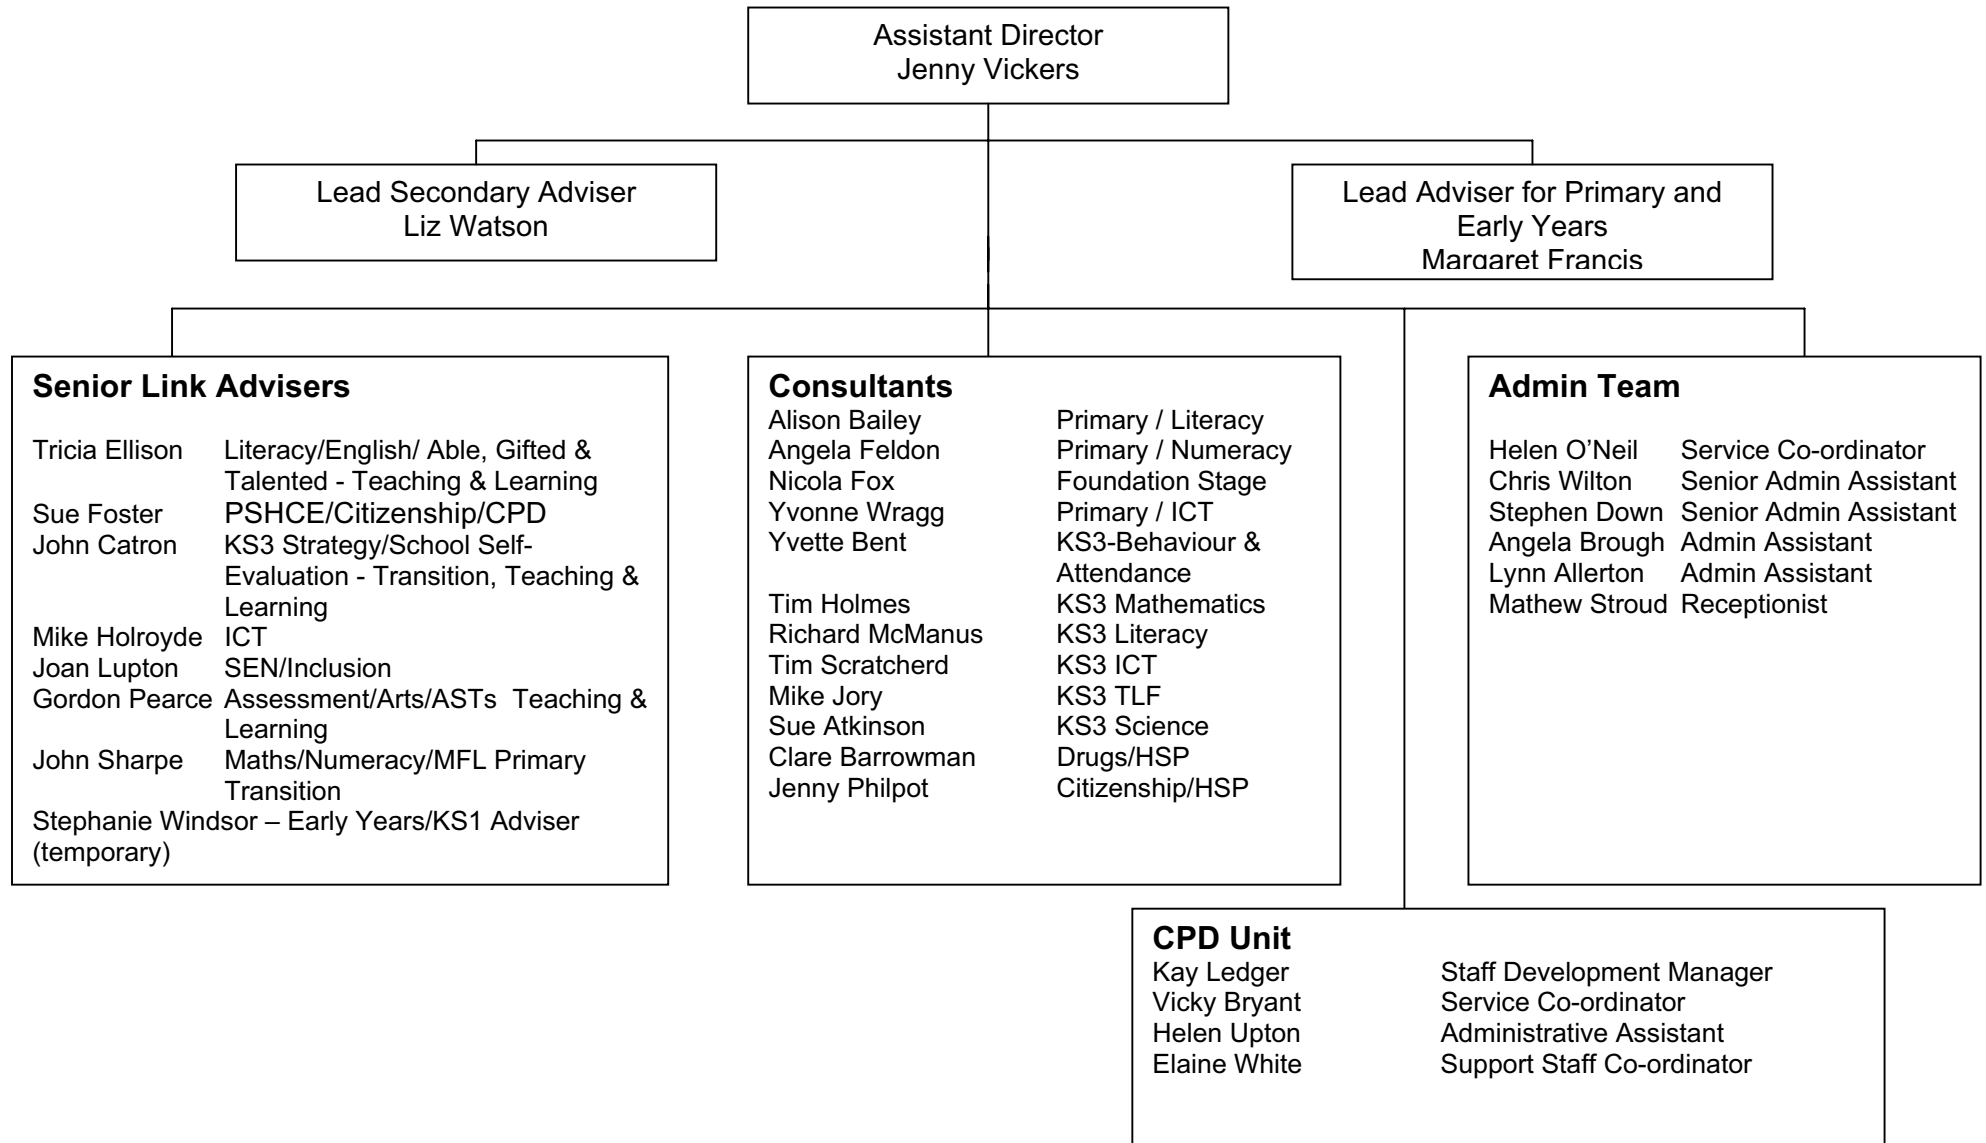 Assistant Director
Jenny Vickers
Lead Secondary Adviser
Liz Watson
Lead Adviser for Primary and
Early Years
Margaret Francis
Senior Link Advisers
Tricia Ellison Literacy/English/ Able, Gifted &
Talented - Teaching & Learning
Sue Foster PSHCE/Citizenship/CPD
John Catron KS3 Strategy/School Self-
Evaluation - Transition, Teaching &
Learning
Mike Holroyde ICT
Joan Lupton SEN/Inclusion
Gordon Pearce Assessment/Arts/ASTs Teaching &
Learning
John Sharpe Maths/Numeracy/MFL Primary
Transition
Stephanie Windsor – Early Years/KS1 Adviser
(temporary)
Consultants
Alison Bailey Primary / Literacy
Angela Feldon Primary / Numeracy
Nicola Fox Foundation Stage
Yvonne Wragg Primary / ICT
Yvette Bent KS3-Behaviour &
Attendance
Tim Holmes KS3 Mathematics
Richard McManus KS3 Literacy
Tim Scratcherd KS3 ICT
Mike Jory KS3 TLF
Sue Atkinson KS3 Science
Clare Barrowman Drugs/HSP
Jenny Philpot Citizenship/HSP
Admin Team
Helen O’Neil Service Co-ordinator
Chris Wilton Senior Admin Assistant
Stephen Down Senior Admin Assistant
Angela Brough Admin Assistant
Lynn Allerton Admin Assistant
Mathew Stroud Receptionist
CPD Unit
Kay Ledger Staff Development Manager
Vicky Bryant Service Co-ordinator
Helen Upton Administrative Assistant
Elaine White Support Staff Co-ordinator